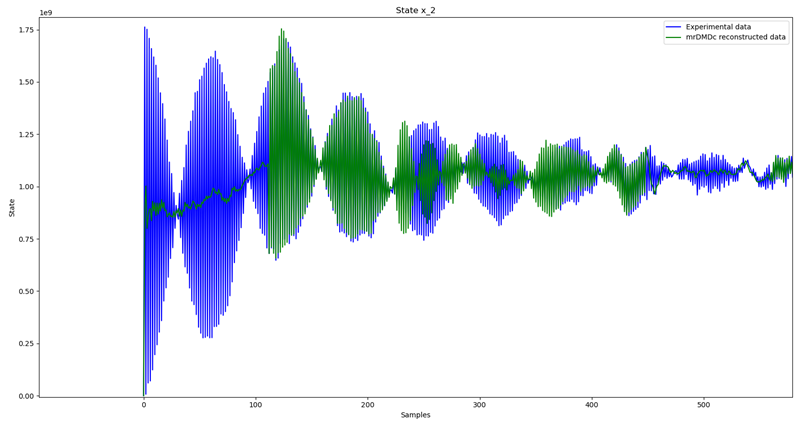 State x_2
1e9
Experimental data
mrDMDc reconstructed data
1.75
1.50
1.25
1.00
0.75
0.50
0.25
0.00
State
0
100
200
300
400
500
Samples